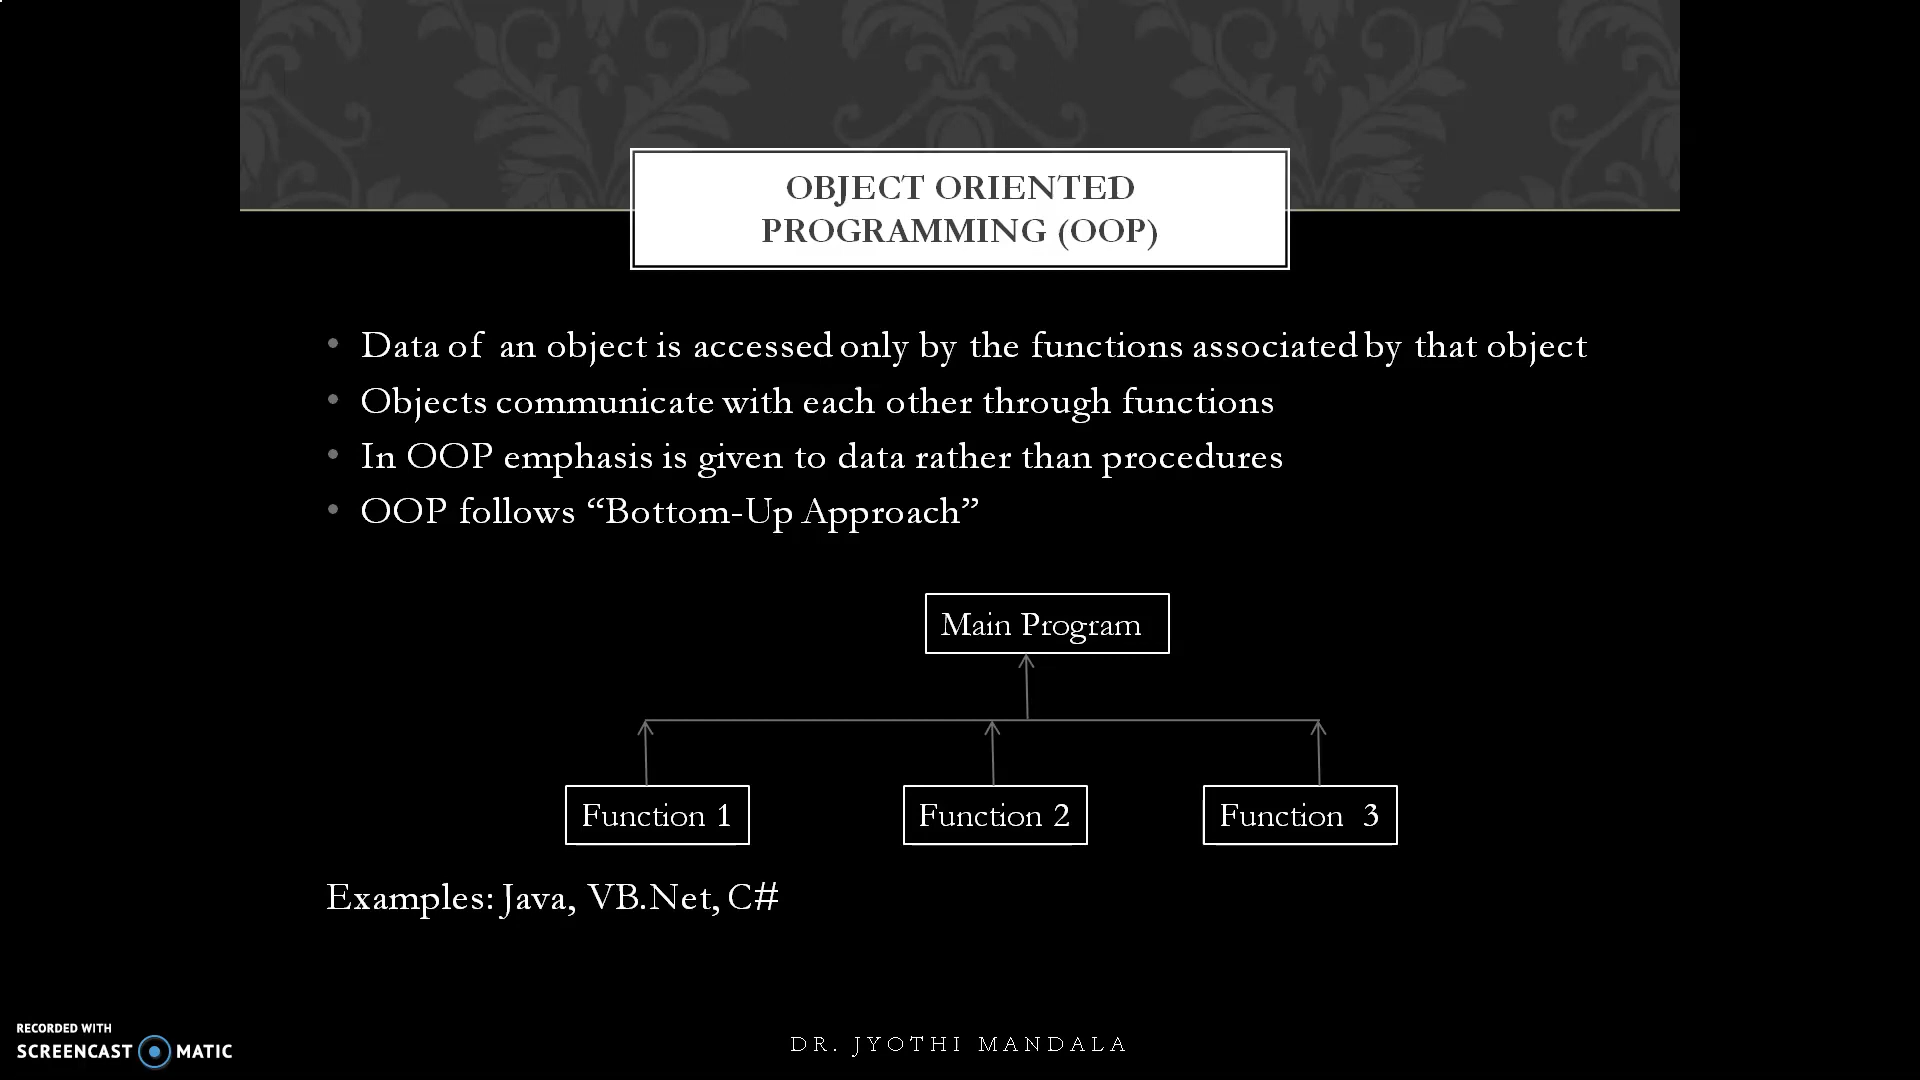 OBJECT ORIENTED
PROGRAMMING (OOP)
• Data of an object is accessed only by the functions associated by that object
• Objects communicate with each other through functions
• In OOP emphasis is given to data rather than procedures
• OOP follows “Bottom-Up Approach”
Main Program
Function 1
Function 2
Function 3
Examples: Java, VB.Net, C#
RECORDED WITH
SCREENCAST MATIC
DR. JYOTHI MANDALA